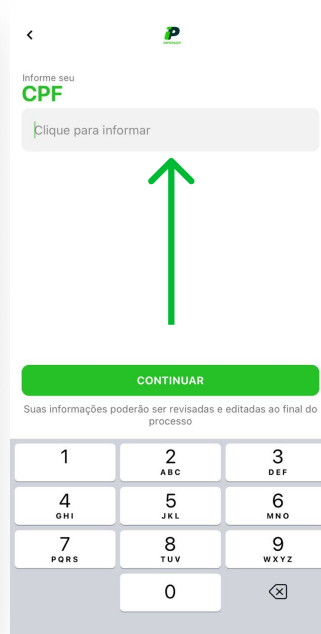 Informe seu
CPF
Clique para informar
CONTINUAR
Suas informações poderão ser revisadas e editadas ao final do
processo
1 2 3
ABC DEF
4 5 6
GHI JKL MNO
7 8 9
PQRS TUV WXYZ
0